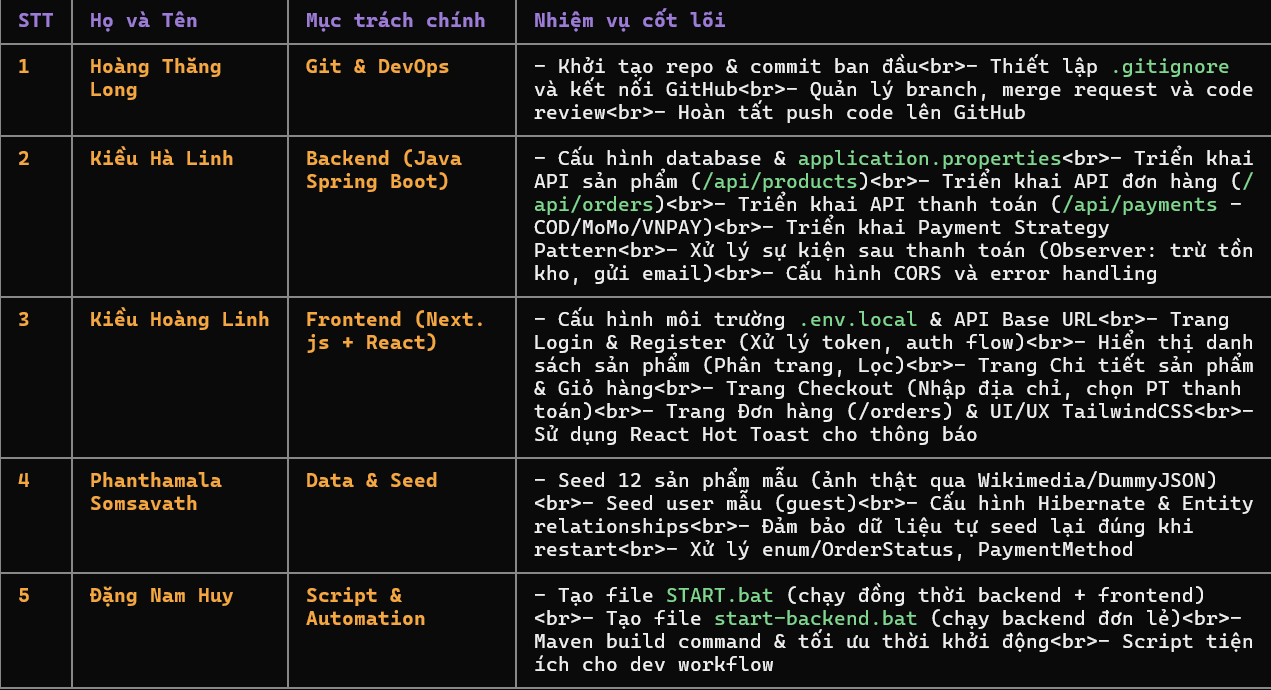 STT Họ và Tên Mục trách chính Nhiệm vụ cốt lõi
1
Hoàng Thăng
Long
Git & DevOps
- Khởi tạo repo & commit ban đầu<br>- Thiết lập .gitignore
và kết nối GitHub<br>- Quản lý branch, merge request và code
review<br>- Hoàn tất push code lên GitHub
2
Kiều Hà Linh
Backend (Java
Spring Boot)
- Cấu hình database & application.properties<br>- Triển khai
API sản phẩm (/api/products)<br>- Triển khai API đơn hàng (/
api/orders)<br>- Triển khai API thanh toán (/api/payments -
COD/MoMo/VNPAY)<br>- Triển khai Payment Strategy
Pattern<br>- Xử lý sự kiện sau thanh toán (Observer: trừ tồn
kho, gửi email)<br>- Cấu hình CORS và error handling
3
Kiều Hoàng Linh
Frontend (Next.
js + React)
- Cấu hình môi trường .env.local & API Base URL<br>- Trang
Login & Register (Xử lý token, auth flow)<br>- Hiển thị danh
sách sản phẩm (Phân trang, Lọc)<br>- Trang Chi tiết sản phẩm
& Giỏ hàng<br>- Trang Checkout (Nhập địa chỉ, chọn PT thanh
toán)<br>- Trang Đơn hàng (/orders) & UI/UX TailwindCSS<br>-
Sử dụng React Hot Toast cho thông báo
4
Phanthamala
Somsavath
Data & Seed
- Seed 12 sản phẩm mẫu (ảnh thật qua Wikimedia/DummyJSON)
<br>- Seed user mẫu (guest)<br>- Cấu hình Hibernate & Entity
relationships<br>- Đảm bảo dữ liệu tự seed lại đúng khi
restart<br>- Xử lý enum/OrderStatus, PaymentMethod
5
Đặng Nam Huy
Script &
Automation
- Tạo file START.bat (chạy đồng thời backend + frontend)
<br>- Tạo file start-backend.bat (chạy backend đơn lẻ)<br>-
Maven build command & tối ưu thời khởi động<br>- Script tiện
ích cho dev workflow